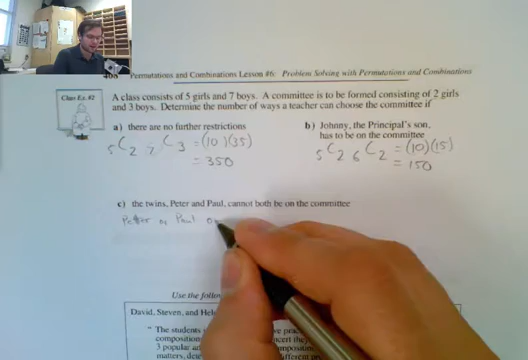 408 Permutations and Combinations Lesson #6: Problem Solving with Permutations and Combinations
Class Ex. #2
A class consists of 5 girls and 7 boys. A committee is to be formed consisting of 2 girls
and 3 boys. Determine the number of ways a teacher can choose the committee if
a) there are no further restrictions
5C2 7C3 = (10)(35)
= 350
b) Johnny, the Principal's son,
has to be on the committee
5C2 6C2 = (10)(15)
= 150
c) the twins, Peter and Paul, cannot both be on the committee
Peter or Paul
Use the follo
David, Steven, and Hele
" The students
composition
3 popular
matters,